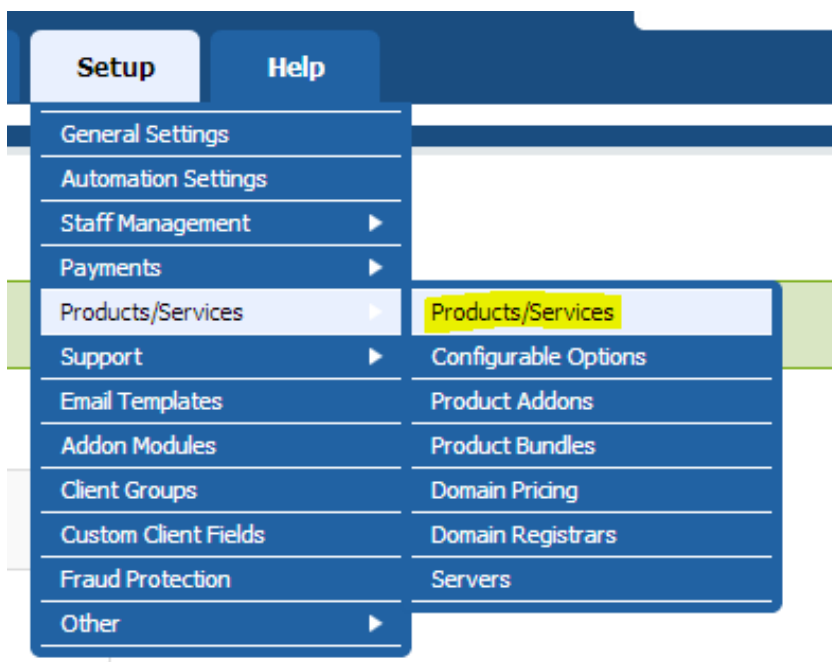 Setup
Help
General Settings
Automation Settings
Staff Management
Payments
Products/Services
Support
Email Templates
Addon Modules
Client Groups
Custom Client Fields
Fraud Protection
Other
Products/Services
Configurable Options
Product Addons
Product Bundles
Domain Pricing
Domain Registrars
Servers